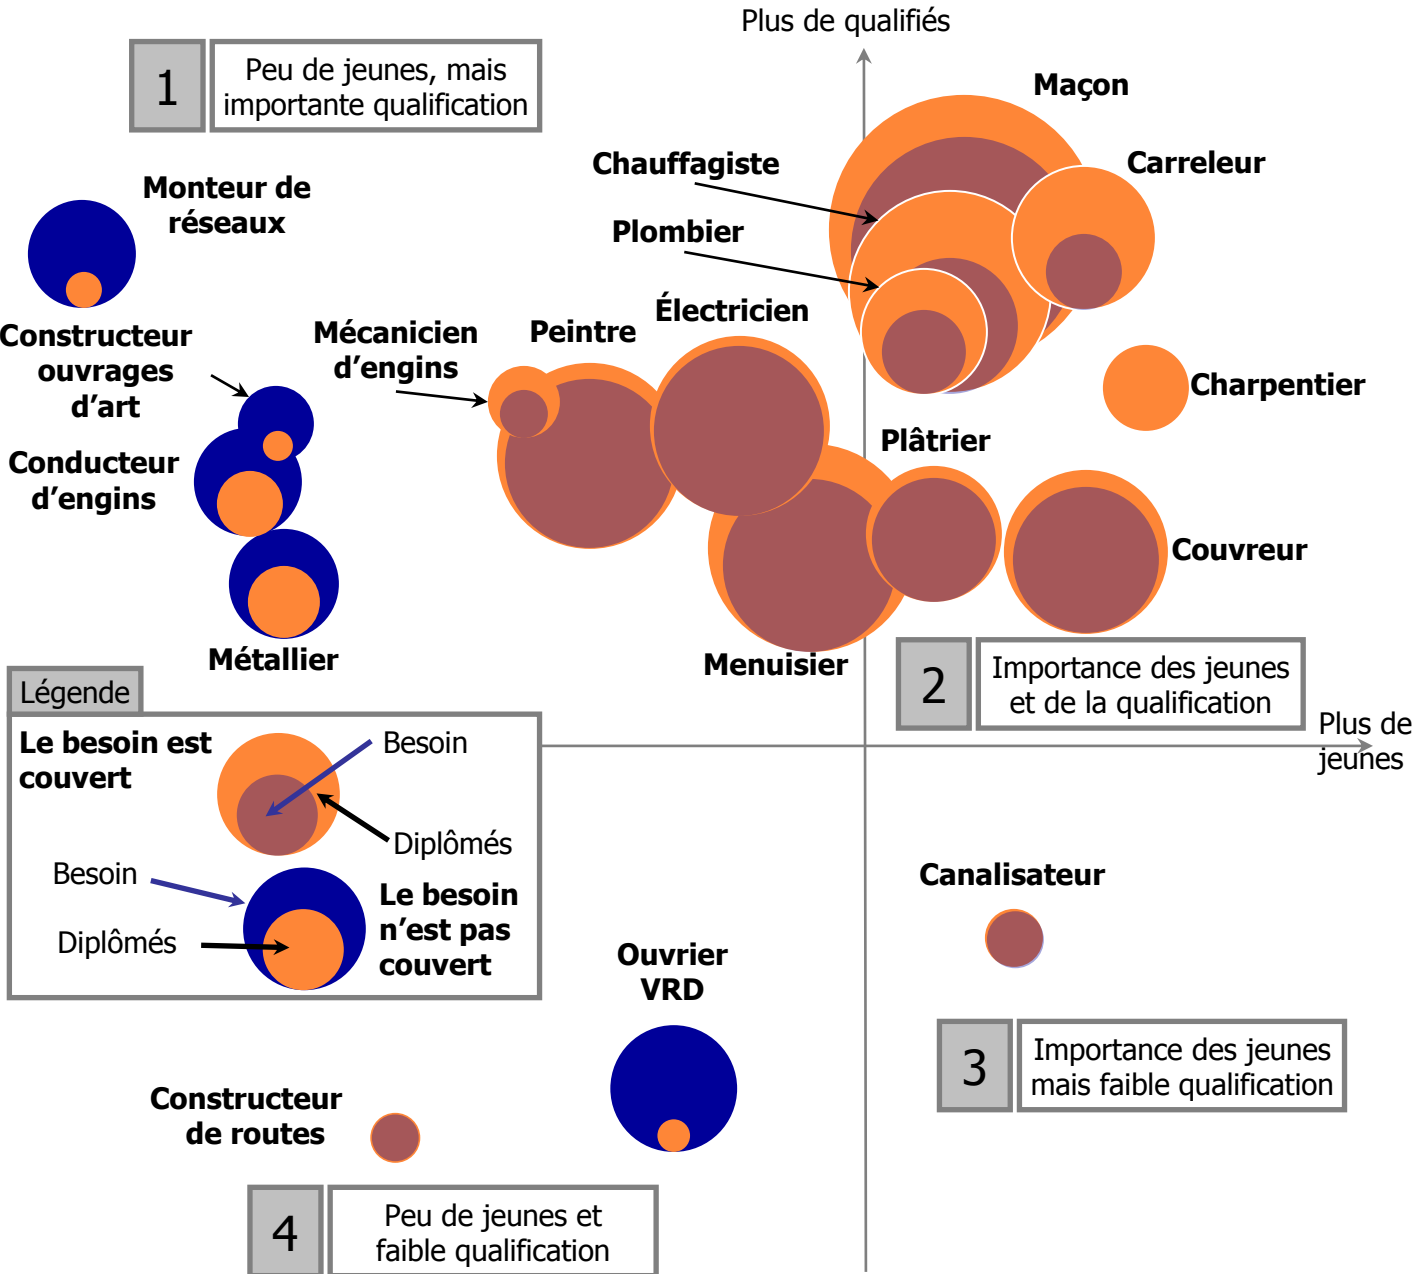 Plus de qualifiés
1
Peu de jeunes, mais
importante qualification
Maçon
Chauffagiste
Carreleur
Monteur de
réseaux
Plombier
Constructeur
ouvrages
d’art
Mécanicien
d’engins
Peintre
Électricien
Charpentier
Conducteur
d’engins
Plâtrier
Couvreur
Métallier
Menuisier
2
Importance des jeunes
et de la qualification
Plus de
jeunes
Légende
Le besoin est
couvert
Besoin
Diplômés
Besoin
Diplômés
Le besoin
n’est pas
couvert
Canalisateur
Ouvrier
VRD
3
Importance des jeunes
mais faible qualification
Constructeur
de routes
4
Peu de jeunes et
faible qualification